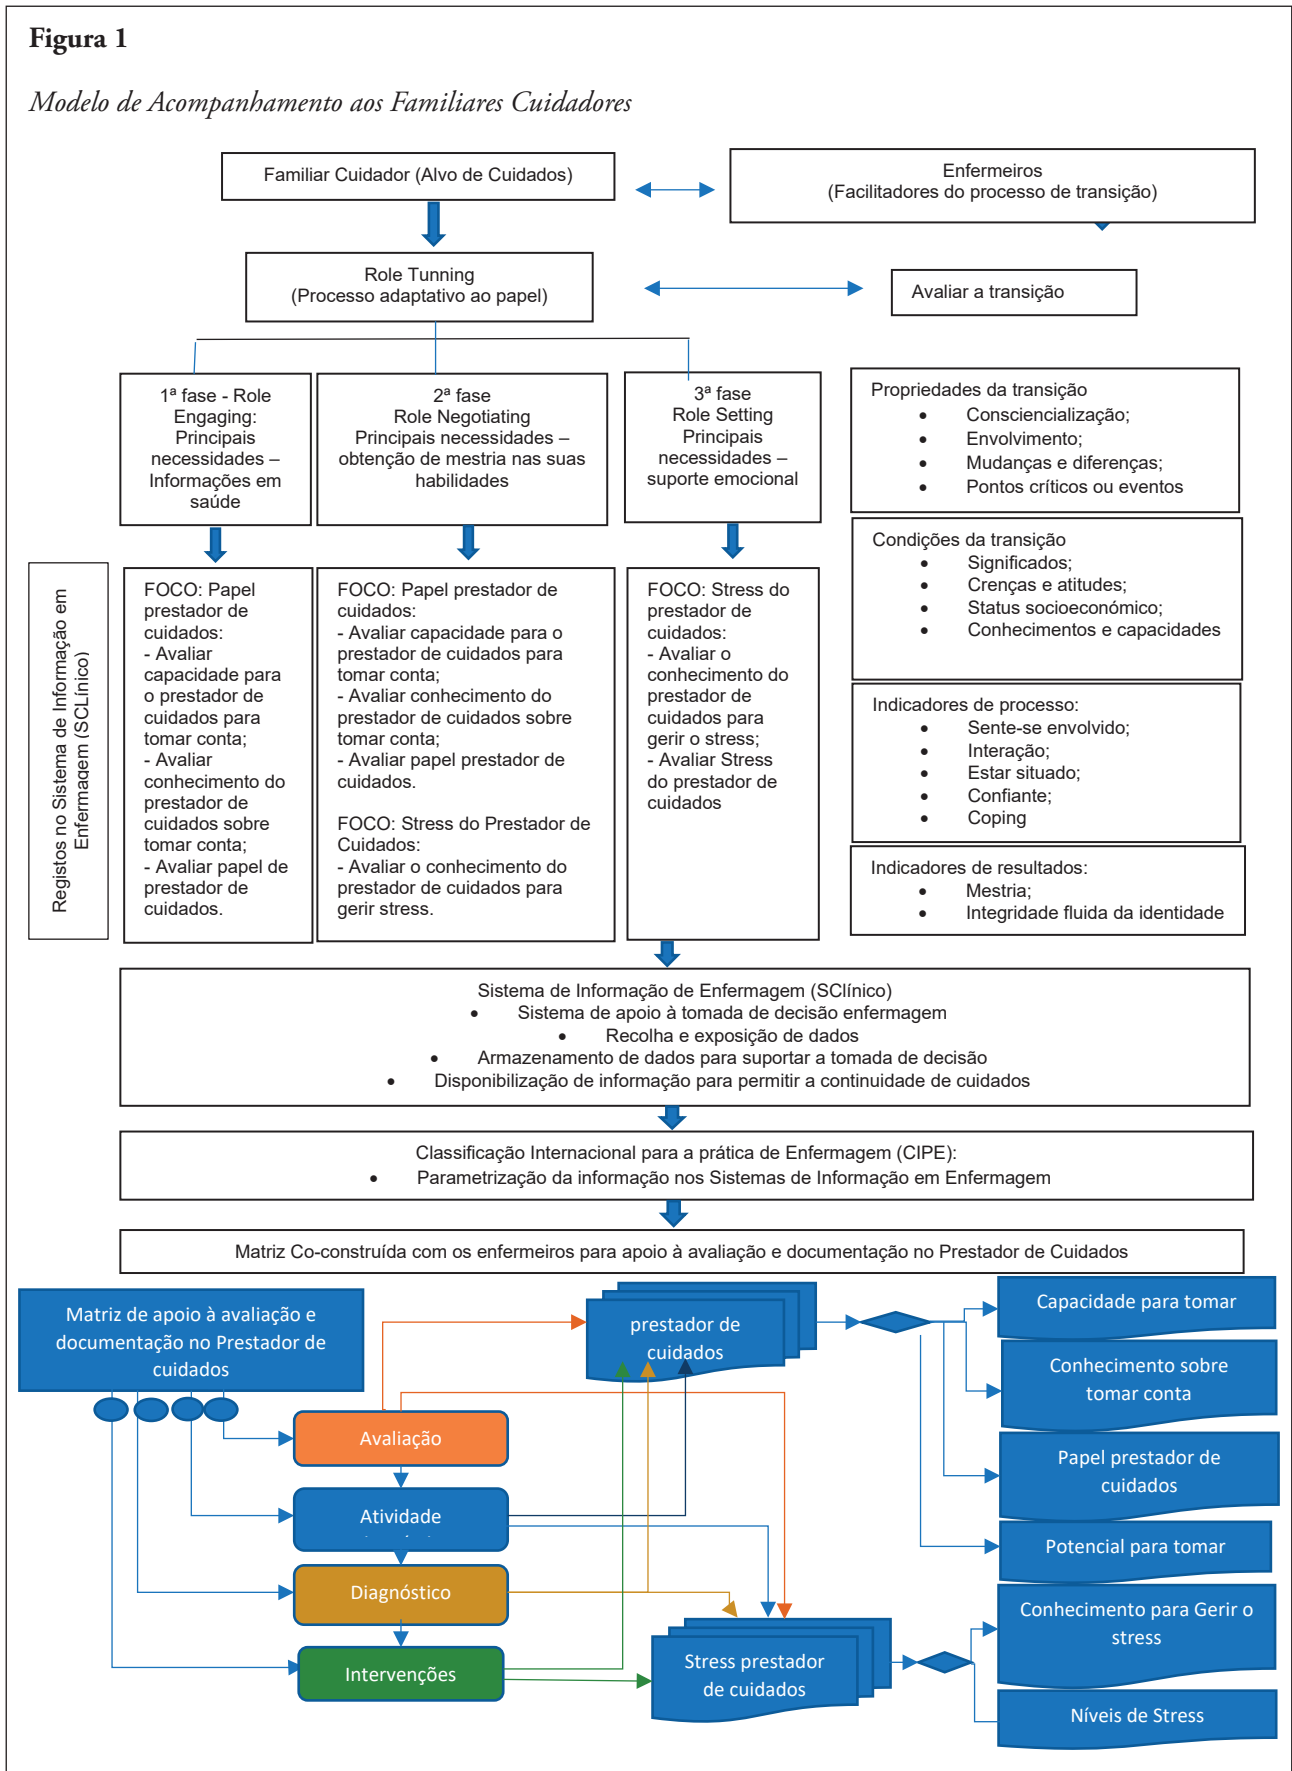 Figura 1
Modelo de Acompanhamento aos Familiares Cuidadores
Familiar Cuidador (Alvo de Cuidados)
Enfermeiros
(Facilitadores do processo de transição)
Role Tunning
(Processo adaptativo ao papel)
Avaliar a transição
1ª fase - Role
Engaging:
Principais
necessidades –
Informações em
saúde
2ª fase
Role Negotiating
Principais necessidades –
obtenção de mestria nas suas
habilidades
3ª fase
Role Setting
Principais
necessidades –
suporte emocional
Propriedades da transição
• Consciencialização;
• Envolvimento;
• Mudanças e diferenças;
• Pontos críticos ou eventos
Condições da transição
• Significados;
• Crenças e atitudes;
• Status socioeconómico;
• Conhecimentos e capacidades
Indicadores de processo:
• Sente-se envolvido;
• Interação;
• Estar situado;
• Confiante;
• Coping
Indicadores de resultados:
• Mestria;
• Integridade fluida da identidade
Registos no Sistema de Informação em
Enfermagem (SCLínico)
FOCO: Papel
prestador de
cuidados:
- Avaliar
capacidade para
o prestador de
cuidados para
tomar conta;
- Avaliar
conhecimento do
prestador de
cuidados sobre
tomar conta;
- Avaliar papel de
prestador de
cuidados.
FOCO: Papel prestador de
cuidados:
- Avaliar capacidade para o
prestador de cuidados para
tomar conta;
- Avaliar conhecimento do
prestador de cuidados sobre
tomar conta;
- Avaliar papel prestador de
cuidados.
FOCO: Stress do Prestador de
Cuidados:
- Avaliar o conhecimento do
prestador de cuidados para
gerir stress.
FOCO: Stress do
prestador de
cuidados:
- Avaliar o
conhecimento do
prestador de
cuidados para
gerir o stress;
- Avaliar Stress
do prestador de
cuidados
Sistema de Informação de Enfermagem (SClínico)
• Sistema de apoio à tomada de decisão enfermagem
• Recolha e exposição de dados
• Armazenamento de dados para suportar a tomada de decisão
• Disponibilização de informação para permitir a continuidade de cuidados
Classificação Internacional para a prática de Enfermagem (CIPE):
• Parametrização da informação nos Sistemas de Informação em Enfermagem
Matriz Co-construída com os enfermeiros para apoio à avaliação e documentação no Prestador de Cuidados
Matriz de apoio à avaliação e
documentação no Prestador de
cuidados
prestador de
cuidados
Capacidade para tomar
Conhecimento sobre
tomar conta
Papel prestador de
cuidados
Potencial para tomar
Avaliação
Atividade
Diagnóstico
Intervenções
Stress prestador
de cuidados
Conhecimento para Gerir o
stress
Níveis de Stress